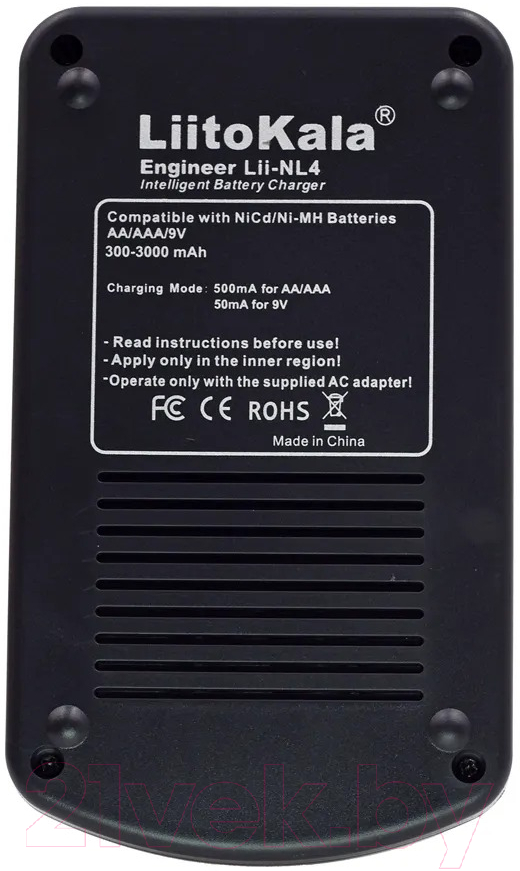 LiitoKala®
Engineer Lii-NL4
Intelligent Battery Charger
Compatible with NiCd/Ni-MH Batteries
AA/AAA/9V
300-3000 mAh
Charging Mode: 500mA for AA/AAA
50mA for 9V
- Read instructions before use!
- Apply only in the inner region!
-Operate only with the supplied AC adapter!
FC CE ROHS
Made in China
21vek.by